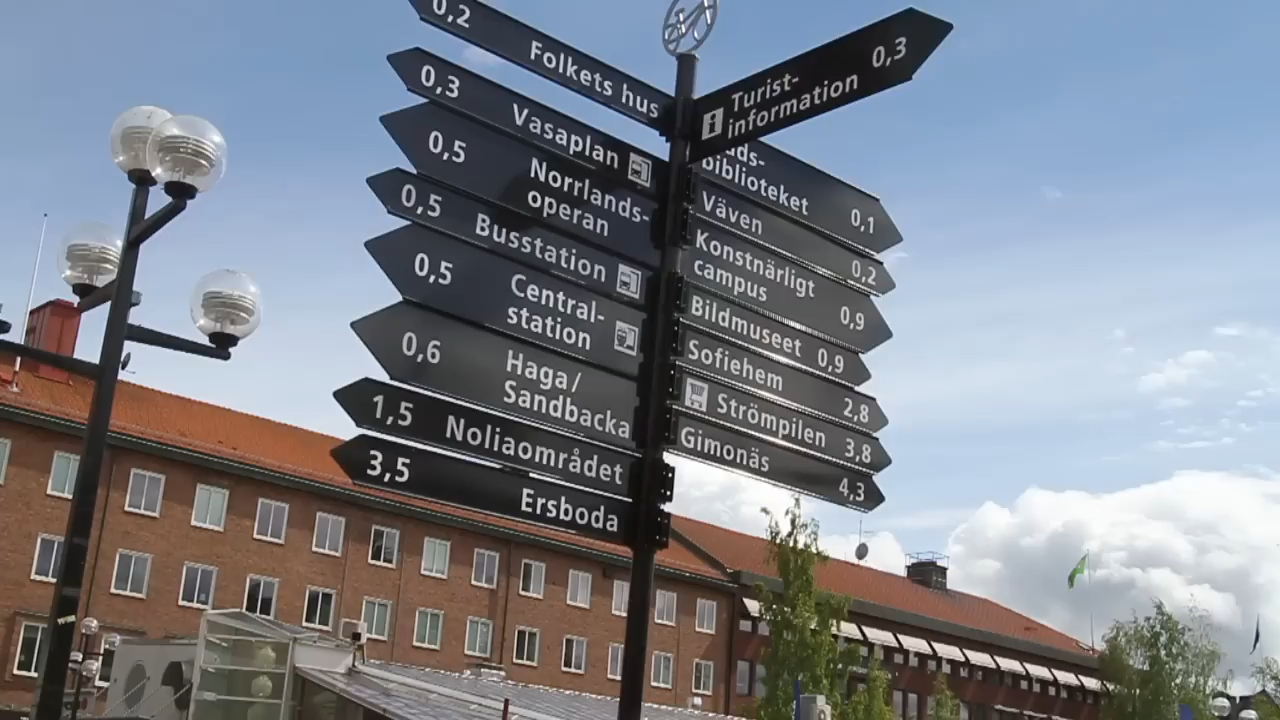 0,2
Folkets hus
0,3
Vasaplan
0,5
Norrlands-
operan
0,5
Busstation
0,5
Central-
station
0,6
Haga/
Sandbacka
1,5
Noliaområdet
3,5
Ersboda
Turist-
information
0,3
biblioteket
0,1
Väven
0,2
Konstnärligt
campus
0,9
Bildmuseet
0,9
Sofiehem
2,8
Strömpilen
3,8
Gimonäs
4,3